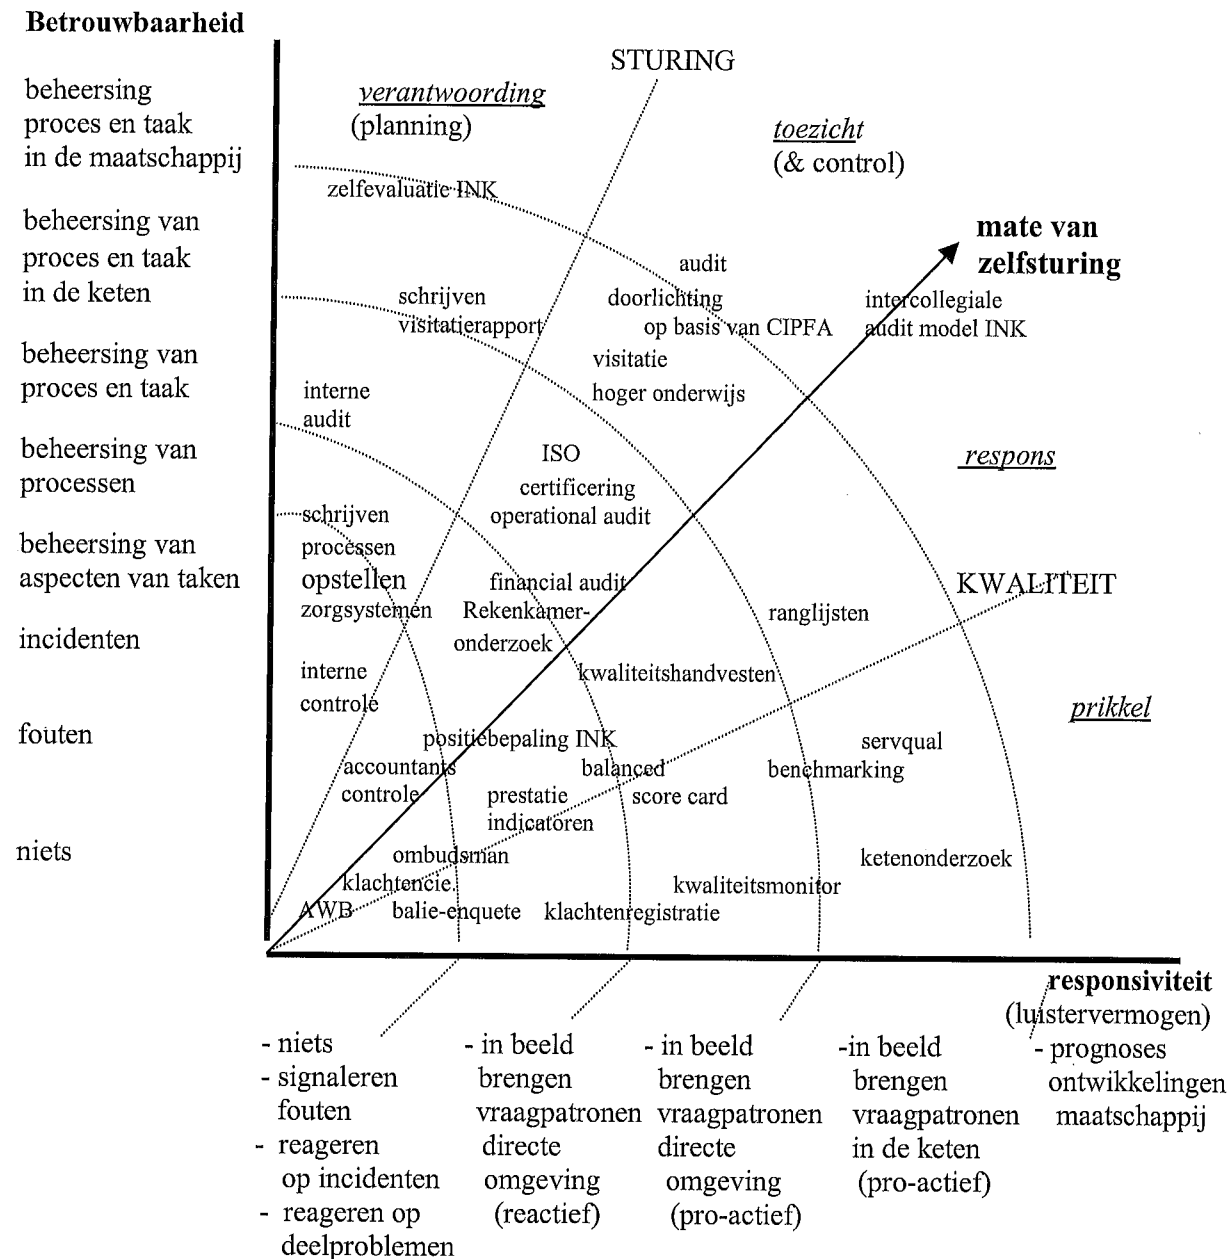 Betrouwbaarheid
beheersing
proces en taak
in de maatschappij
beheersing van
proces en taak
in de keten
beheersing van
proces en taak
beheersing van
processen
beheersing van
aspecten van taken
incidenten
fouten
niets
STURING
verantwoording
(planning)
toezicht
(& control)
zelfevaluatie INK
mate van
zelfsturing
audit
schrijven
visitatierapport
doorlichting
op basis van CIPFA
intercollegiale
audit model INK
visitatie
hoger onderwijs
interne
audit
ISO
certificering
operational audit
respons
schrijven
processen
opstellen
zorgsystemen
financial audit
Rekenkamer-
onderzoek
KWALITEIT
ranglijsten
interne
controle
kwaliteitshandvesten
prikkel
positiebepaling INK
accountants
controle
balanced
score card
servqual
benchmarking
prestatie
indicatoren
ombudsman
klachtencie.
AWB
balie-enquete
klachtenregistratie
kwaliteitsmonitor
ketenonderzoek
responsiviteit
(luistervermogen)
- niets
- signaleren
fouten
- reageren
op incidenten
- reageren op
deelproblemen
- in beeld
brengen
vraagpatronen
directe
omgeving
(reactief)
- in beeld
brengen
vraagpatronen
directe
omgeving
(pro-actief)
-in beeld
brengen
vraagpatronen
in de keten
(pro-actief)
- prognoses
ontwikkelingen
maatschappij